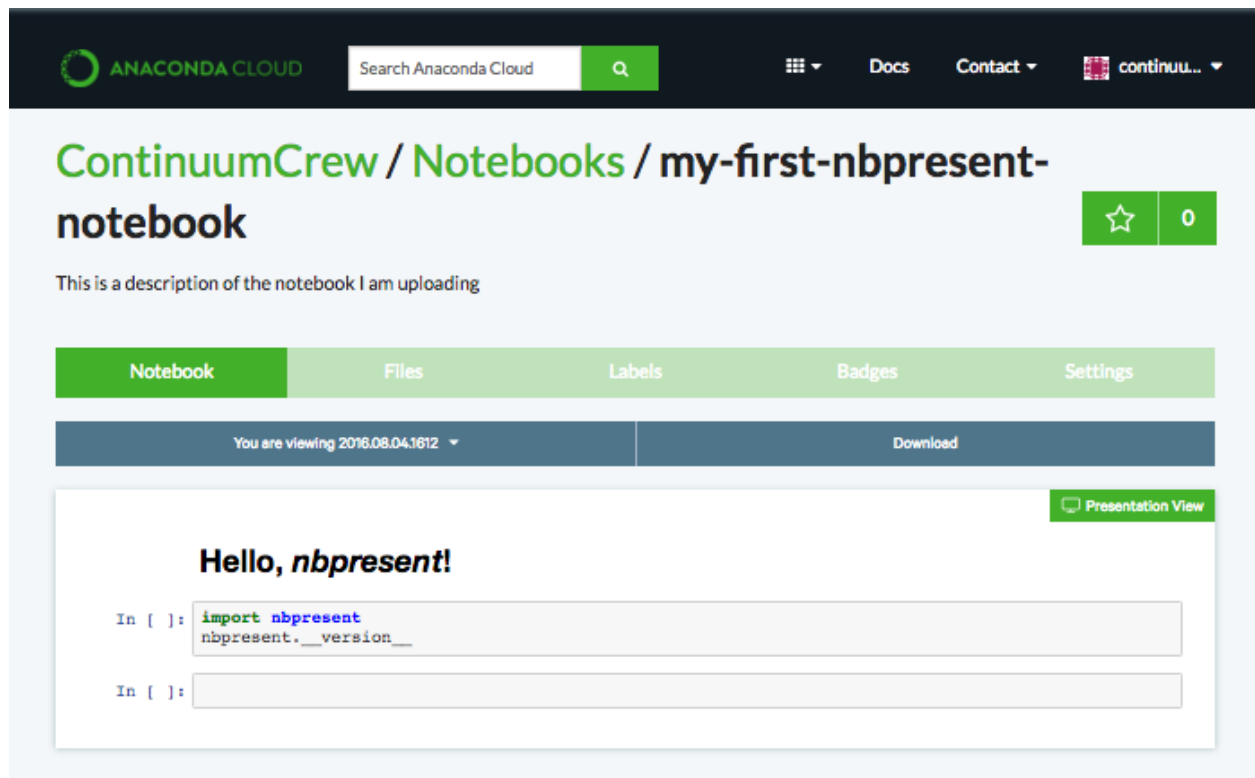 ANACONDA CLOUD Search Anaconda Cloud Docs Contact continuu...
ContinuumCrew / Notebooks / my-first-nbpresent-
notebook
0
This is a description of the notebook I am uploading
Notebook Files Labels Badges Settings
You are viewing 2016.08.04.1612 Download
Presentation View
Hello, nbpresent!
In [ ]: import nbpresent
nbpresent.__version__
In [ ]: